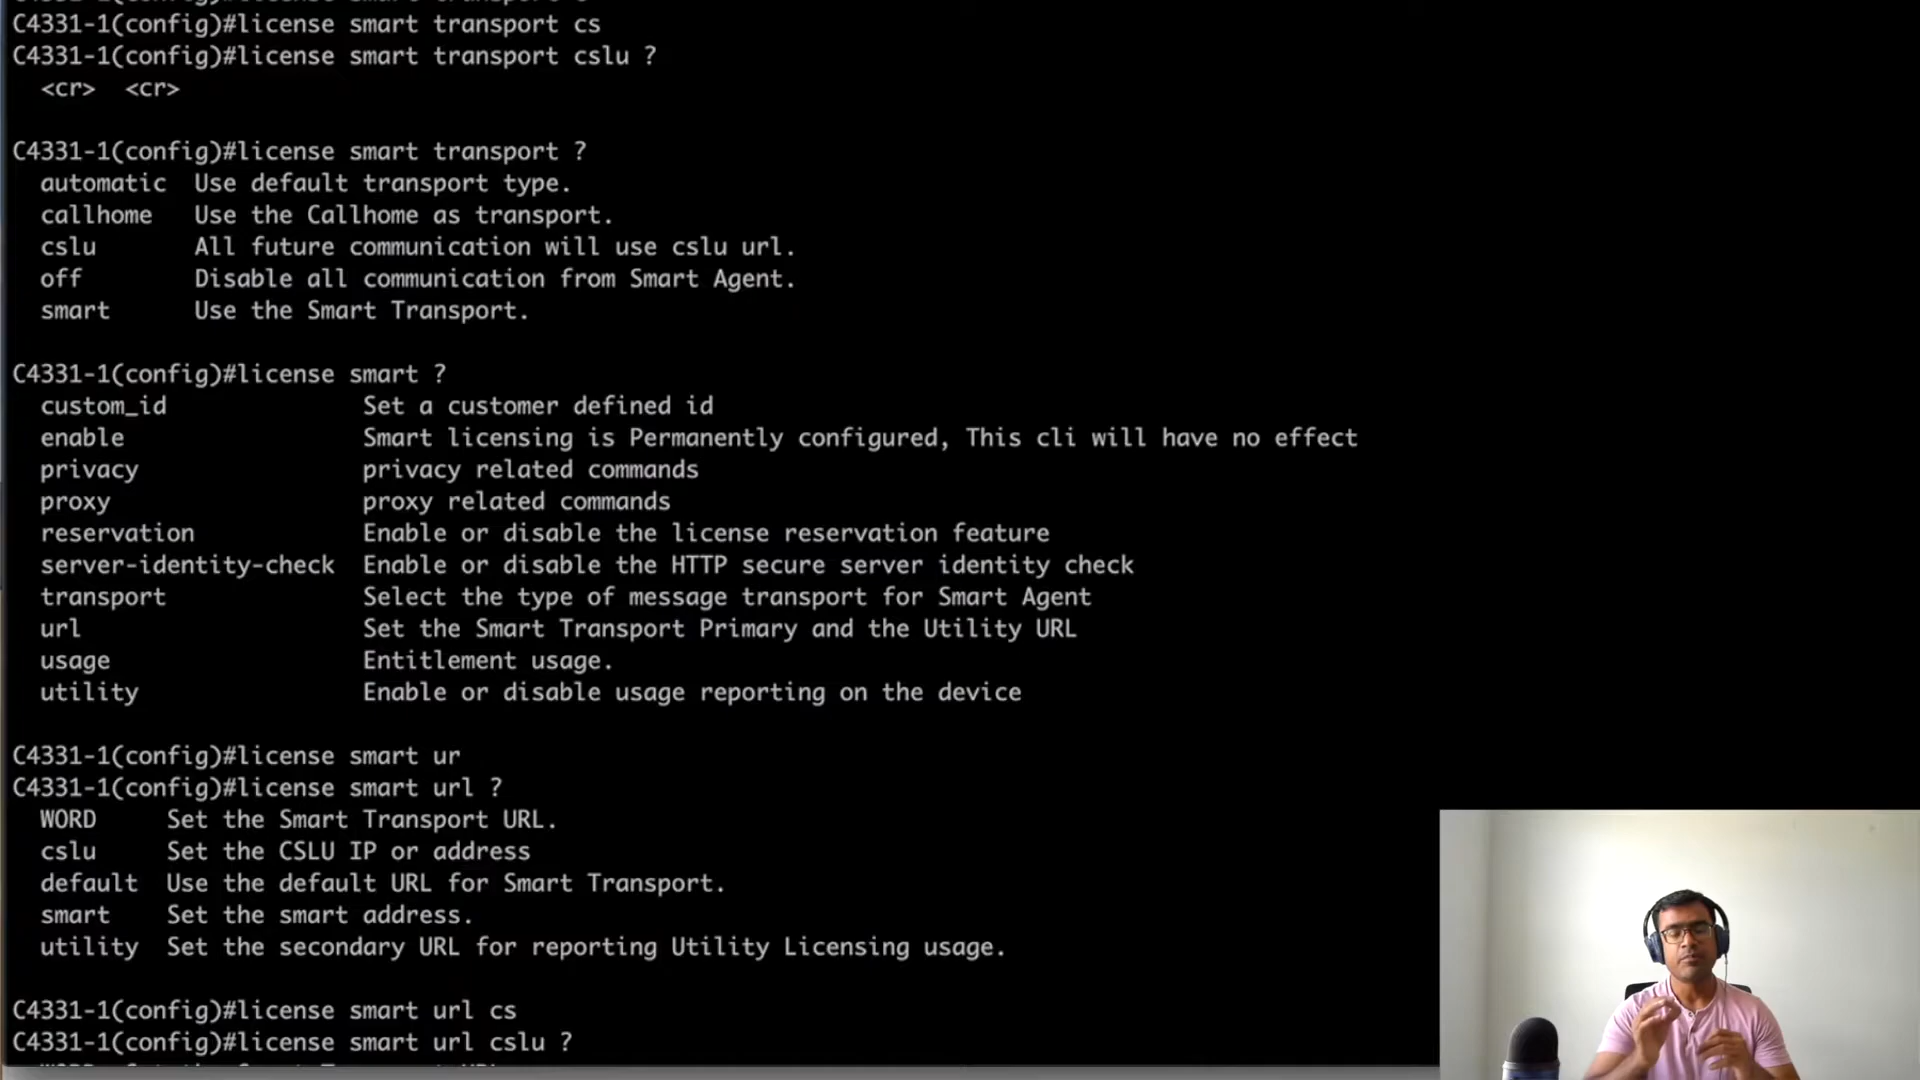 C4331-1(config)#license smart transport cs
C4331-1(config)#license smart transport cslu ?
<cr> <cr>
C4331-1(config)#license smart transport ?
automatic Use default transport type.
callhome Use the Callhome as transport.
cslu All future communication will use cslu url.
off Disable all communication from Smart Agent.
smart Use the Smart Transport.
C4331-1(config)#license smart ?
custom_id Set a customer defined id
enable Smart licensing is Permanently configured, This cli will have no effect
privacy privacy related commands
proxy proxy related commands
reservation Enable or disable the license reservation feature
server-identity-check Enable or disable the HTTP secure server identity check
transport Select the type of message transport for Smart Agent
url Set the Smart Transport Primary and the Utility URL
usage Entitlement usage.
utility Enable or disable usage reporting on the device
C4331-1(config)#license smart ur
C4331-1(config)#license smart url ?
WORD Set the Smart Transport URL.
cslu Set the CSLU IP or address
default Use the default URL for Smart Transport.
smart Set the smart address.
utility Set the secondary URL for reporting Utility Licensing usage.
C4331-1(config)#license smart url cs
C4331-1(config)#license smart url cslu ?